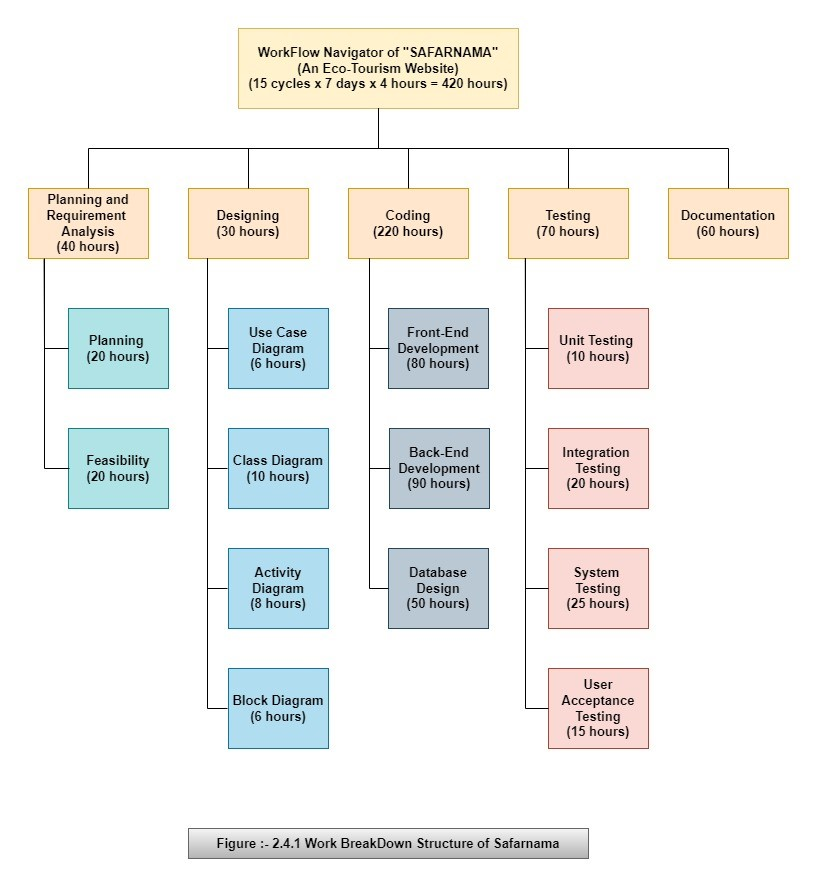 WorkFlow Navigator of "SAFARNAMA"
(An Eco-Tourism Website)
(15 cycles x 7 days x 4 hours = 420 hours)
Planning and
Requirement
Analysis
(40 hours)
Designing
(30 hours)
Coding
(220 hours)
Testing
(70 hours)
Documentation
(60 hours)
Planning
(20 hours)
Feasibility
(20 hours)
Use Case
Diagram
(6 hours)
Class Diagram
(10 hours)
Activity
Diagram
(8 hours)
Block Diagram
(6 hours)
Front-End
Development
(80 hours)
Back-End
Development
(90 hours)
Database
Design
(50 hours)
Unit Testing
(10 hours)
Integration
Testing
(20 hours)
System
Testing
(25 hours)
User
Acceptance
Testing
(15 hours)
Figure :- 2.4.1 Work BreakDown Structure of Safarnama